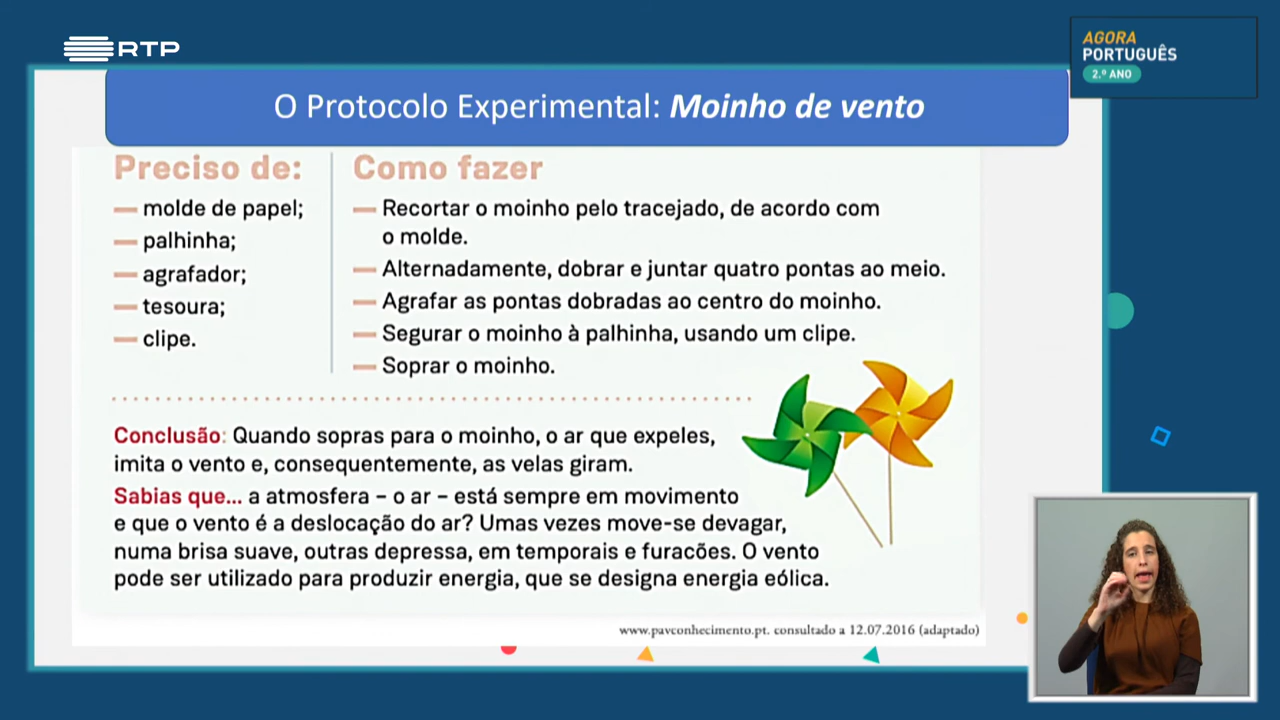 RTP
AGORA
PORTUGUÊS
2.º ANO
O Protocolo Experimental: Moinho de vento
Preciso de:
— molde de papel;
— palhinha;
— agrafador;
— tesoura;
— clipe.
Como fazer
— Recortar o moinho pelo tracejado, de acordo com
o molde.
— Alternadamente, dobrar e juntar quatro pontas ao meio.
— Agrafar as pontas dobradas ao centro do moinho.
— Segurar o moinho à palhinha, usando um clipe.
— Soprar o moinho.
Conclusão: Quando sopras para o moinho, o ar que expeles,
imita o vento e, consequentemente, as velas giram.
Sabias que... a atmosfera – o ar – está sempre em movimento
e que o vento é a deslocação do ar? Umas vezes move-se devagar,
numa brisa suave, outras depressa, em temporais e furacões. O vento
pode ser utilizado para produzir energia, que se designa energia eólica.
www.pavconhecimento.pt. consultado a 12.07.2016 (adaptado)